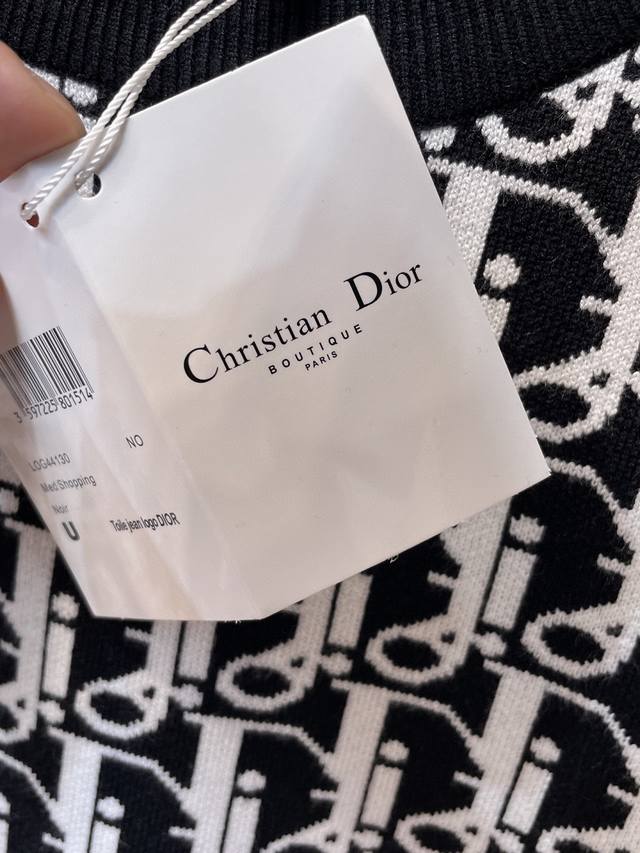 Christian Dior
BOUTIQUE
PARIS
3 597225 801514
NO
LOG44130
Med Shopping
Noir
U
Toile jean logo DIOR